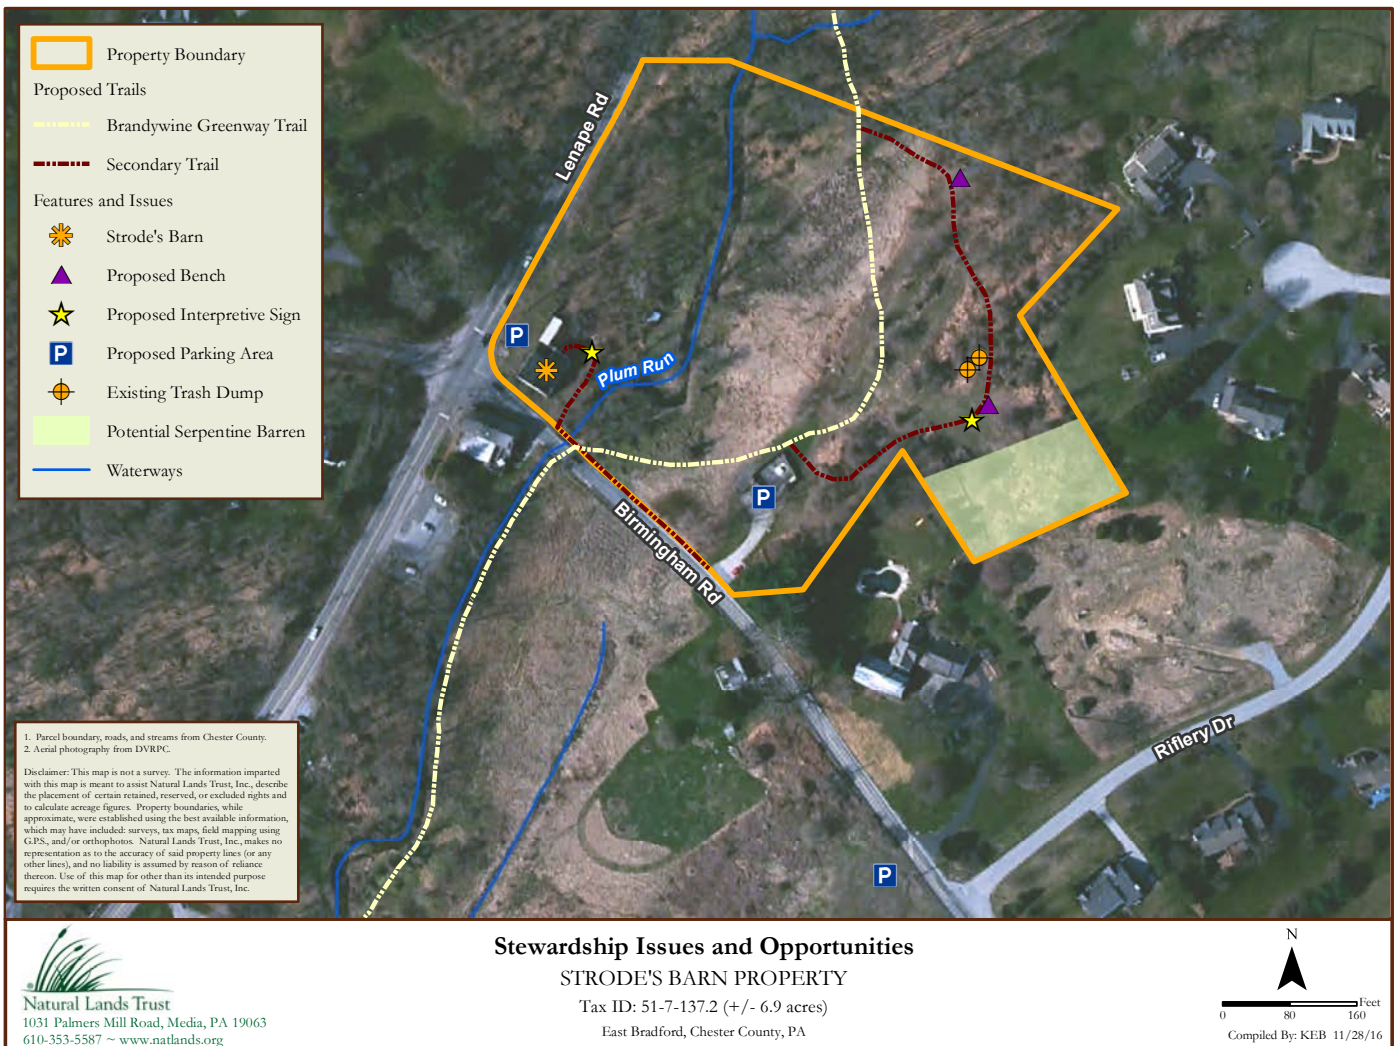 Property Boundary
Proposed Trails
Brandywine Greenway Trail
Secondary Trail
Features and Issues
Strode's Barn
Proposed Bench
Proposed Interpretive Sign
P
Proposed Parking Area
Existing Trash Dump
Potential Serpentine Barren
Waterways
Lenape Rd
P
Plum Run
P
Birmingham Rd
Riflery Dr
P
1. Parcel boundary, roads, and streams from Chester County.
2. Aerial photography from DVRPC.
Disclaimer: This map is not a survey. The information imparted
with this map is meant to assist Natural Lands Trust, Inc., describe
the placement of certain retained, reserved, or excluded rights and
to calculate acreage figures. Property boundaries, while
approximate, were established using the best available information,
which may have included: surveys, tax maps, field mapping using
G.P.S., and/or orthophotos. Natural Lands Trust, Inc., makes no
representation as to the accuracy of said property lines (or any
other lines), and no liability is assumed by reason of reliance
thereon. Use of this map for other than its intended purpose
requires the written consent of Natural Lands Trust, Inc.
Natural Lands Trust
1031 Palmers Mill Road, Media, PA 19063
610-353-5587 ~ www.natlands.org
Stewardship Issues and Opportunities
STRODE'S BARN PROPERTY
Tax ID: 51-7-137.2 (+/- 6.9 acres)
East Bradford, Chester County, PA
N
Feet
0 80 160
Compiled By: KEB 11/28/16